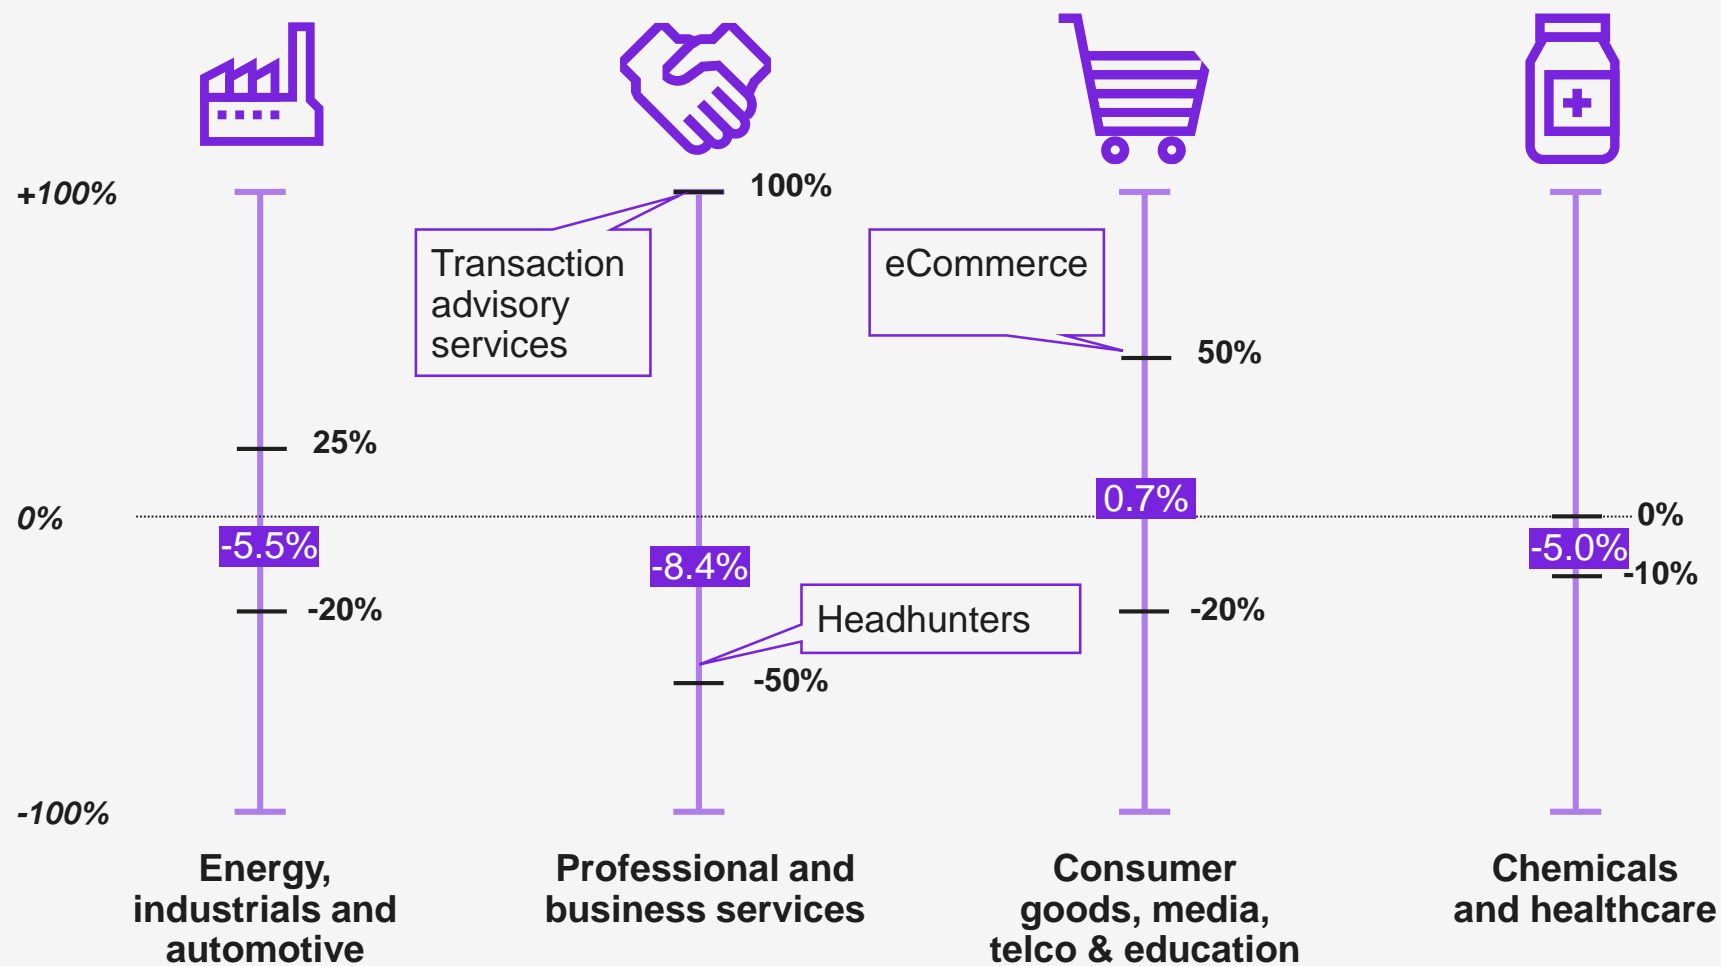 +100%
100%
Transaction
advisory
services
eCommerce
50%
25%
0%
-5.5%
-8.4%
0.7%
0%
-5.0%
-10%
-20%
Headhunters
-20%
-50%
-100%
Energy,
industrials and
automotive
Professional and
business services
Consumer
goods, media,
telco & education
Chemicals
and healthcare